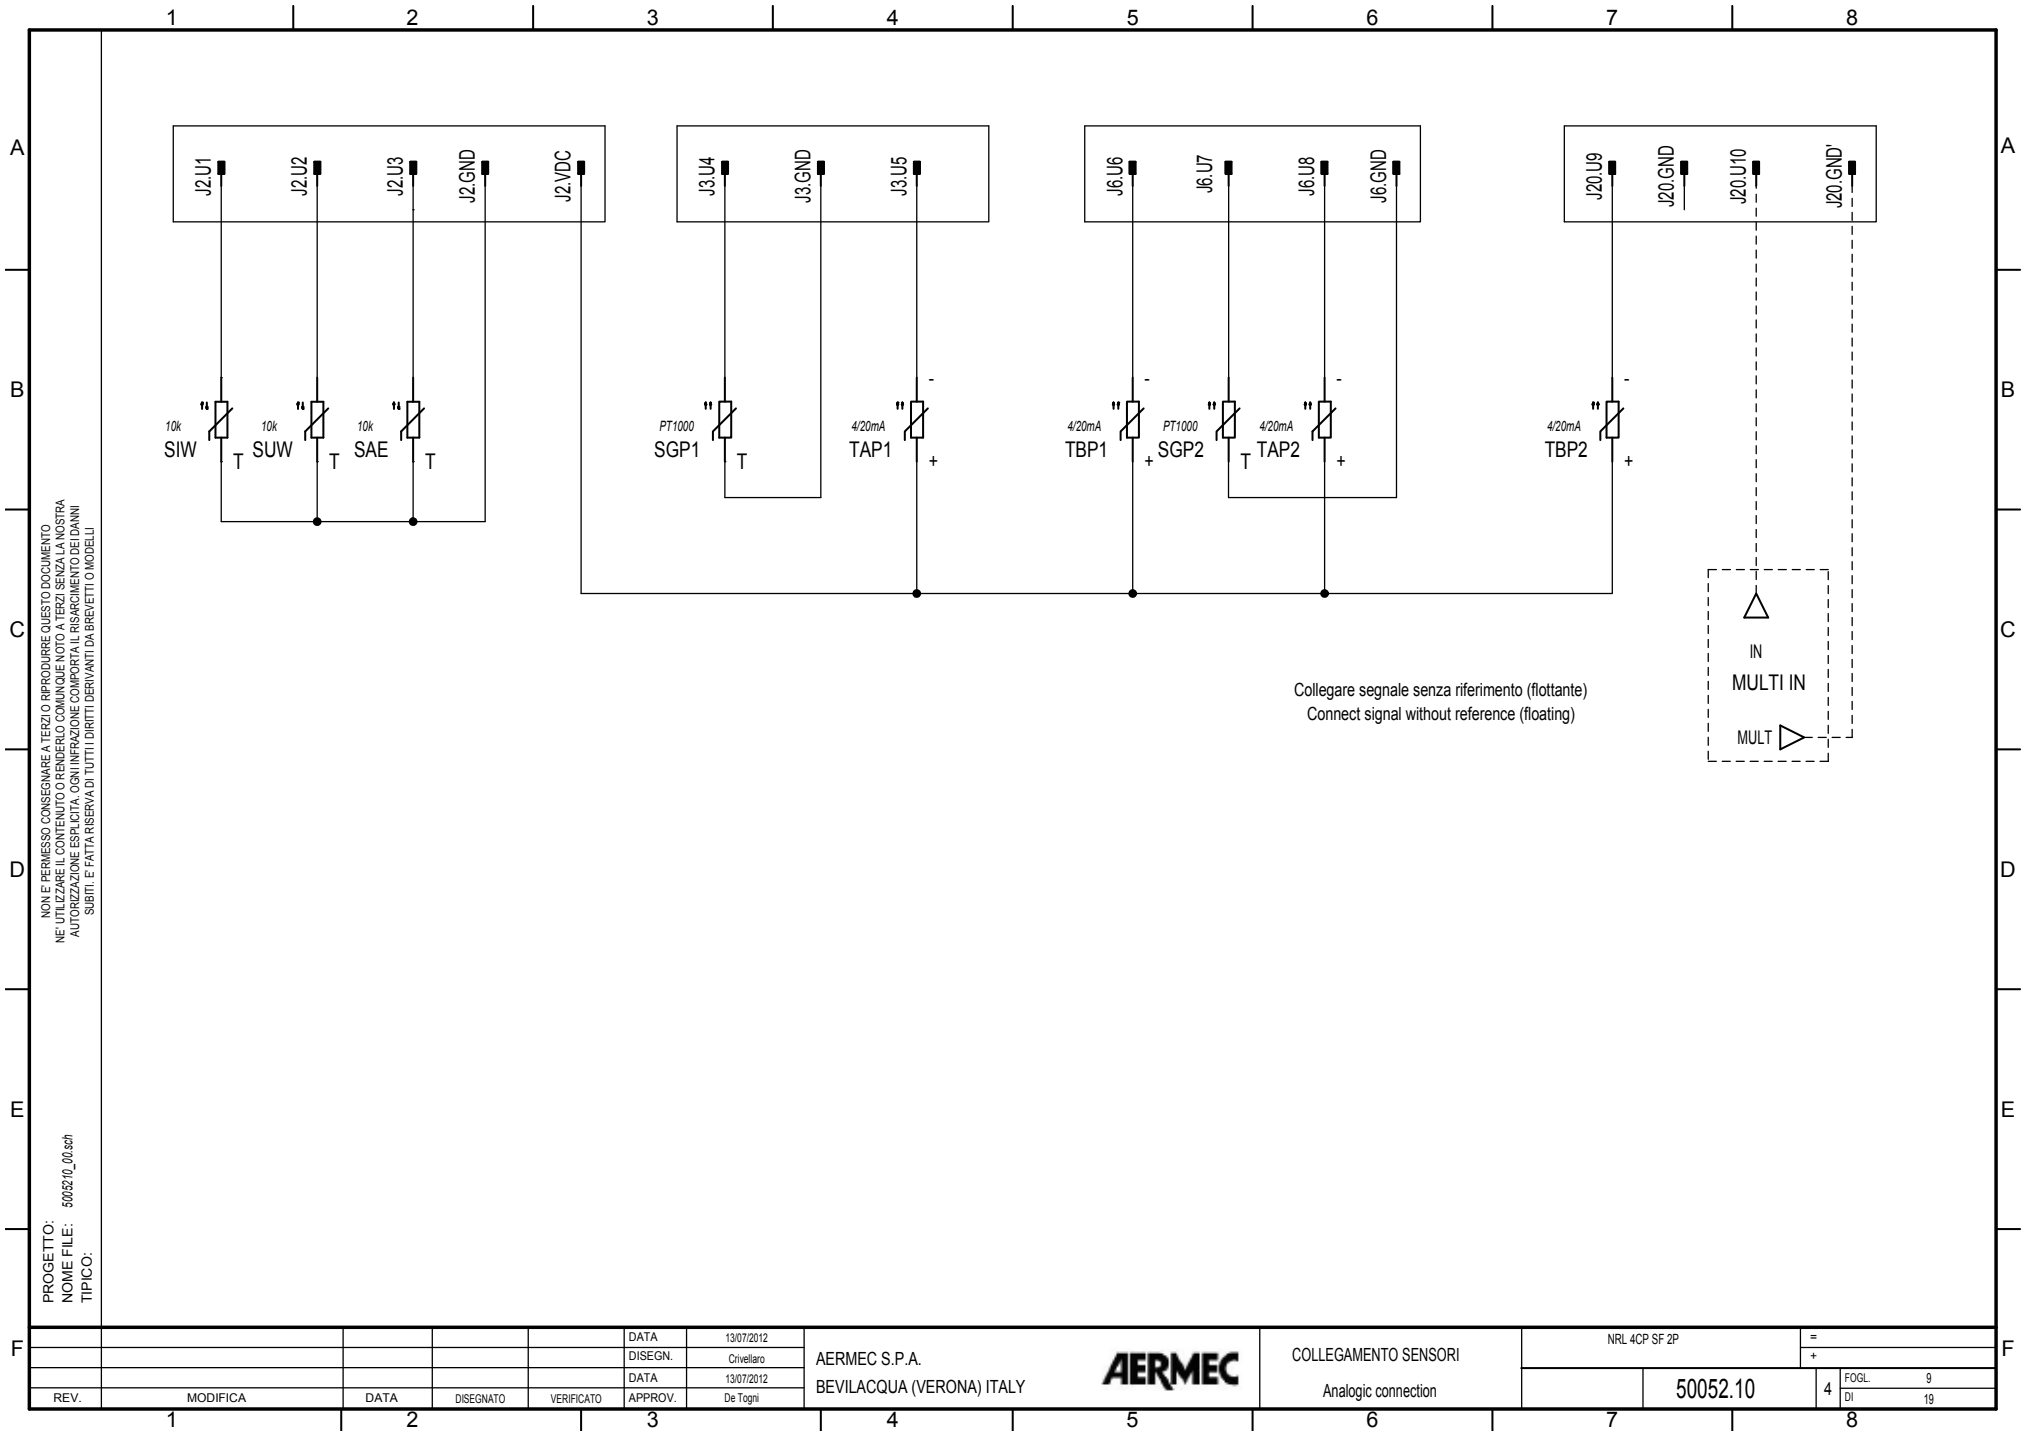 1 2 3 4 5 6 7 8
A A
J2.U1 J2.U2 J2.U3 J2.GND J2.VDC J3.U4 J3.GND J3.U5 J6.U6 J6.U7 J6.U8 J6.GND J20.U9 J20.GND J20.U10 J20.GND'
B B
- - - -
10k 10k 10k PT1000 4/20mA 4/20mA PT1000 4/20mA 4/20mA
SIW SUW SAE SGP1 TAP1 TBP1 SGP2 TAP2 TBP2
T T T T + + T + +
C C
IN
MULTI IN
MULT
Collegare segnale senza riferimento (flottante)
Connect signal without reference (floating)
D D
NON E' PERMESSO CONSEGNARE A TERZI O RIPRODURRE QUESTO DOCUMENTO
NE' UTILIZZARE IL CONTENUTO O RENDERLO COMUNQUE NOTO A TERZI SENZA LA NOSTRA
AUTORIZZAZIONE ESPLICITA. OGNI INFRAZIONE COMPORTA IL RISARCIMENTO DEI DANNI
SUBITI. E' FATTA RISERVA DI TUTTI I DIRITTI DERIVANTI DA BREVETTI O MODELLI
E E
PROGETTO:
NOME FILE: 5005210_00.sch
TIPICO:
F F
DATA 13/07/2012
DISEGN. Crivellaro
DATA 13/07/2012
REV. MODIFICA DATA DISEGNATO VERIFICATO APPROV. De Togni
AERMEC S.P.A.
BEVILACQUA (VERONA) ITALY
AERMEC
COLLEGAMENTO SENSORI
Analogic connection
NRL 4CP SF 2P
=
+
50052.10
4
FOGL. 9
DI 19
1 2 3 4 5 6 7 8